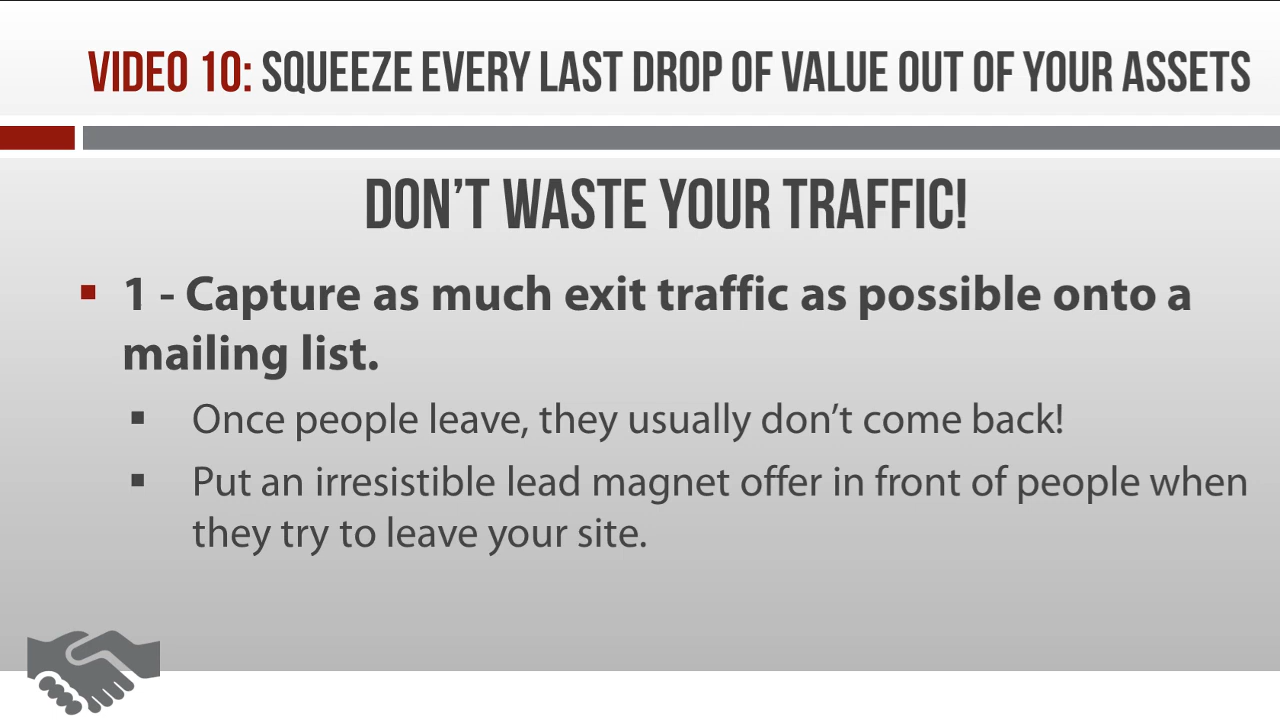 VIDEO 10: SQUEEZE EVERY LAST DROP OF VALUE OUT OF YOUR ASSETS
DON’T WASTE YOUR TRAFFIC!
1 - Capture as much exit traffic as possible onto a
mailing list.
Once people leave, they usually don’t come back!
Put an irresistible lead magnet offer in front of people when
they try to leave your site.